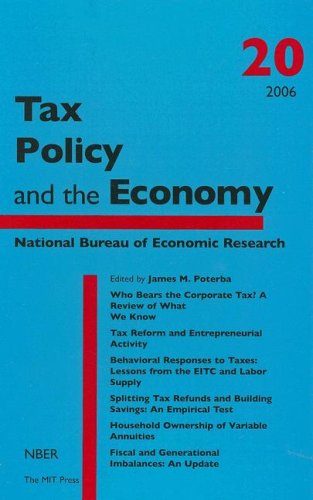 20
2006
Tax
Policy
and the Economy
National Bureau of Economic Research
Edited by James M. Poterba
Who Bears the Corporate Tax? A
Review of What
We Know
Tax Reform and Entrepreneurial
Activity
Behavioral Responses to Taxes:
Lessons from the EITC and Labor
Supply
Splitting Tax Refunds and Building
Savings: An Empirical Test
Household Ownership of Variable
Annuities
Fiscal and Generational
Imbalances: An Update
NBER
The MIT Press